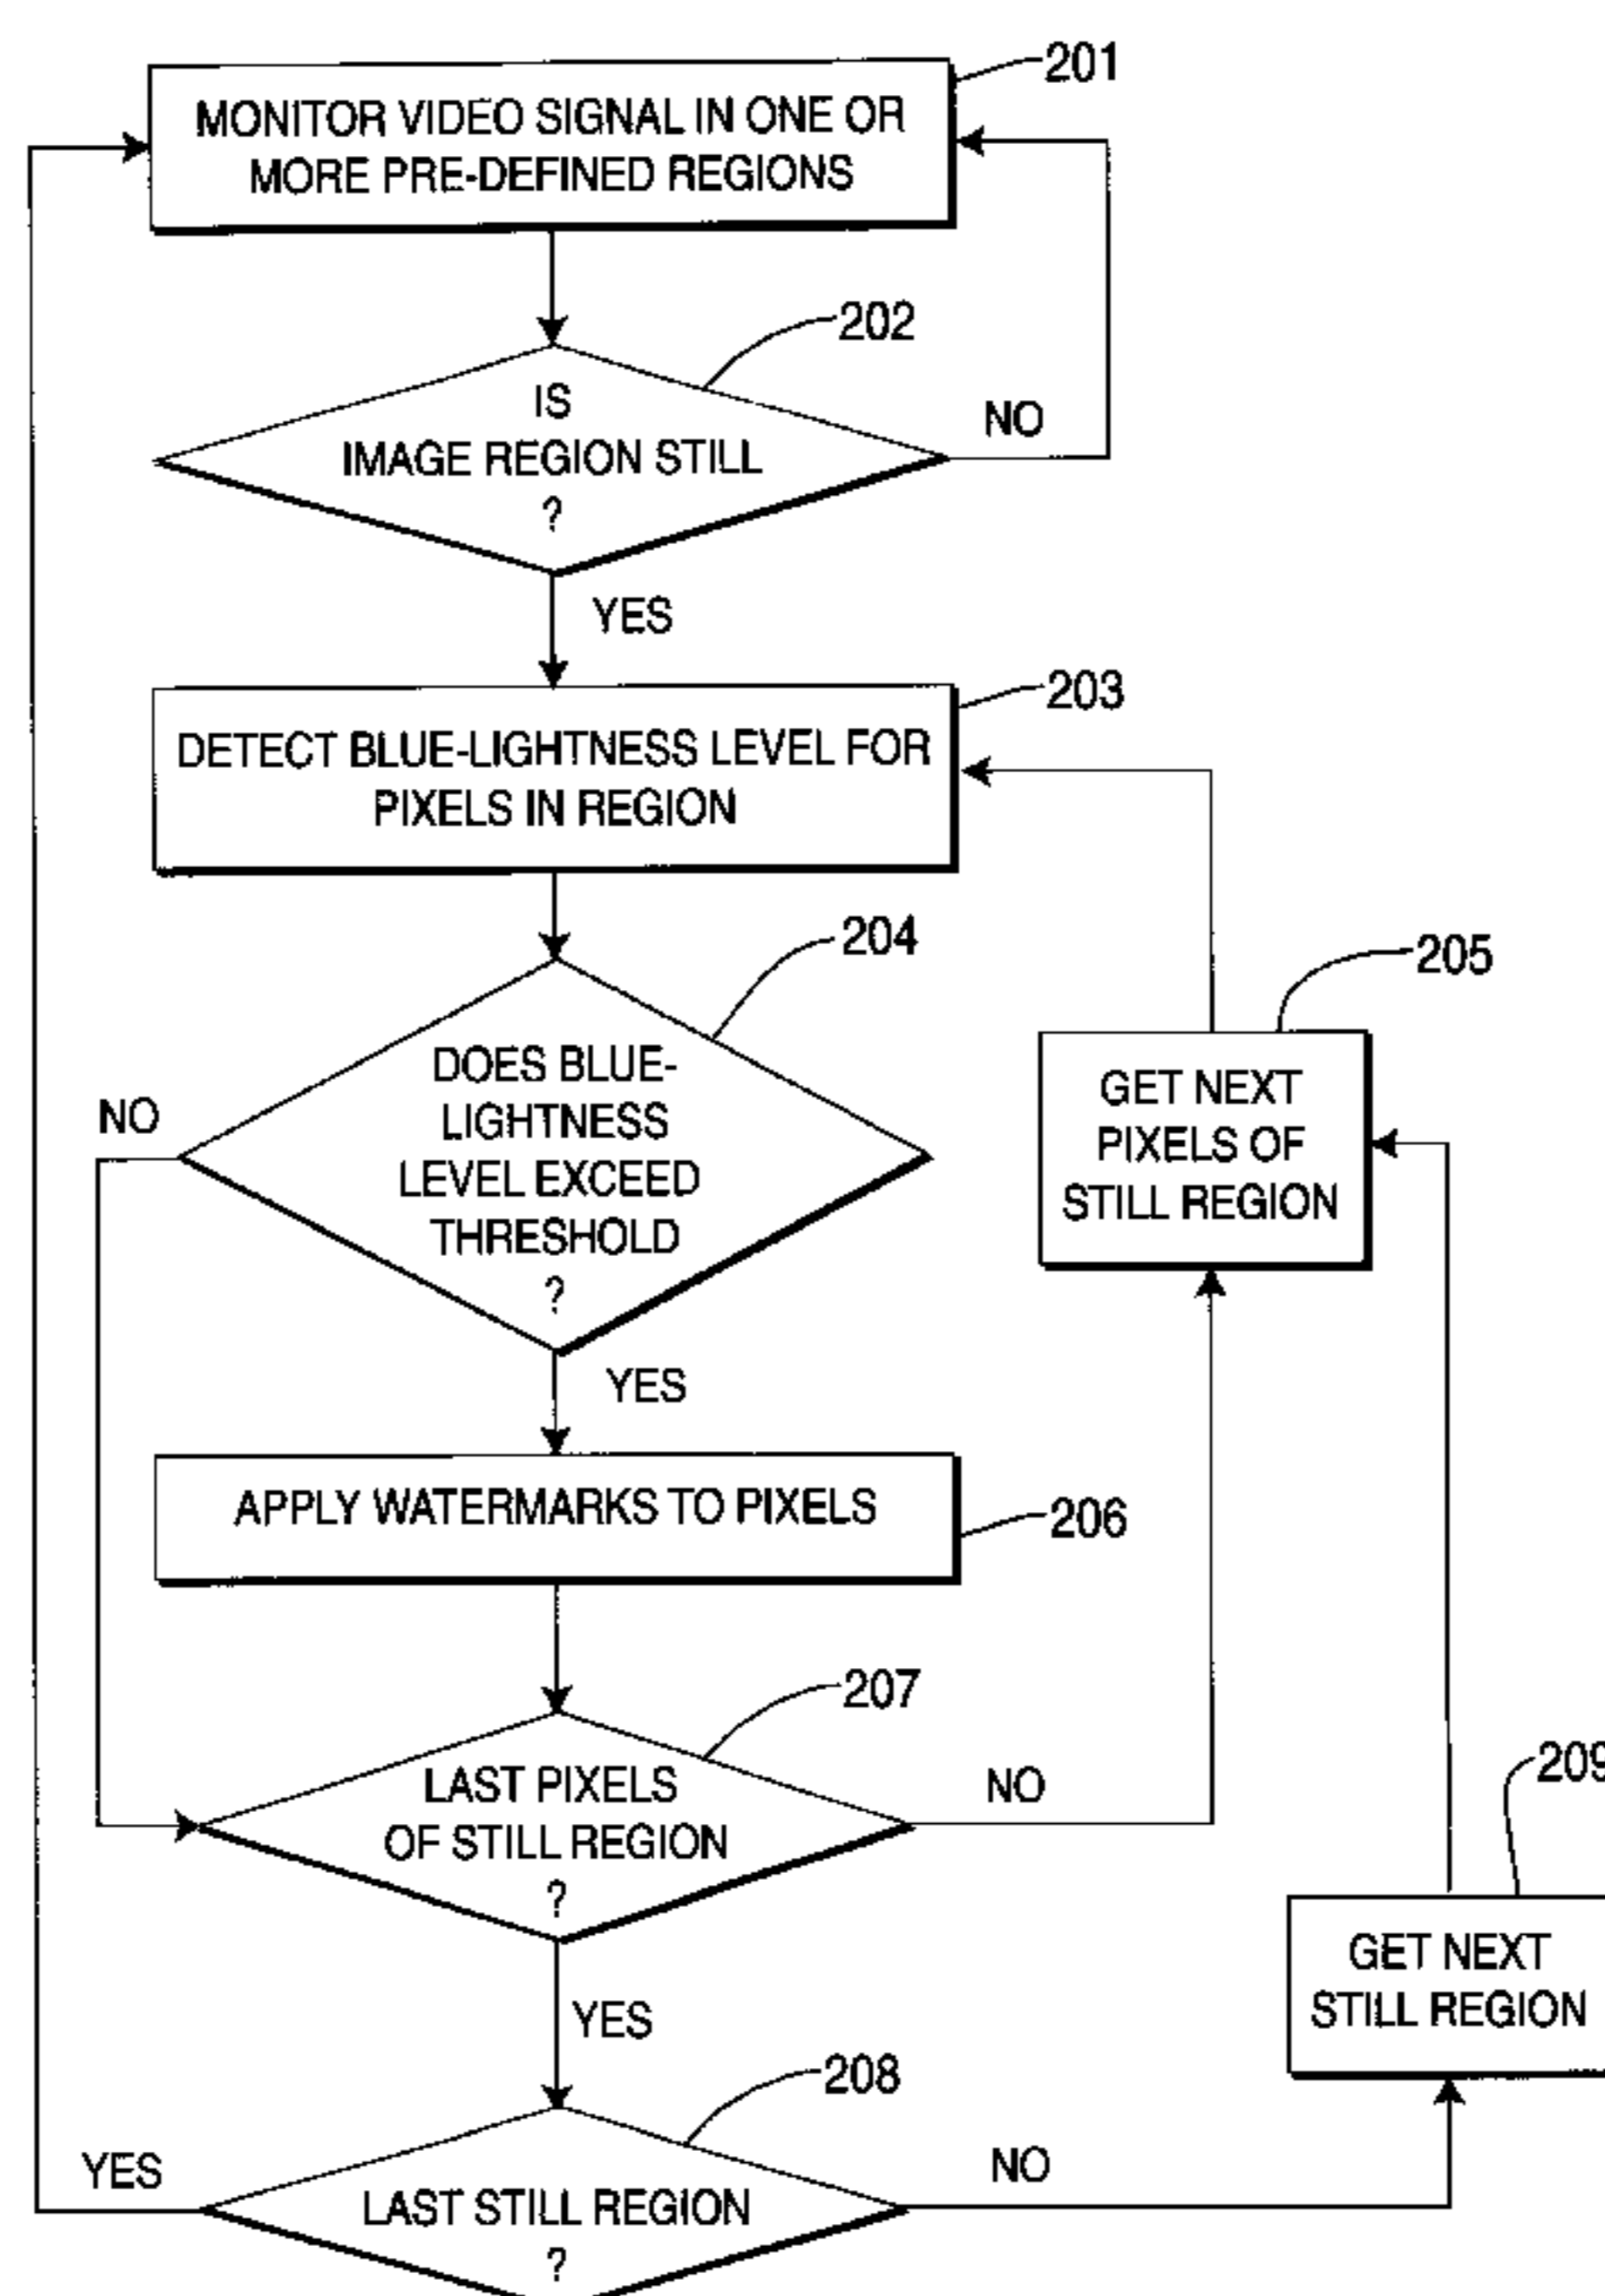 201
MONITOR VIDEO SIGNAL IN ONE OR
MORE PRE-DEFINED REGIONS
202
IS
IMAGE REGION STILL
?
NO
YES
203
DETECT BLUE-LIGHTNESS LEVEL FOR
PIXELS IN REGION
204
DOES BLUE-
LIGHTNESS
LEVEL EXCEED
THRESHOLD
?
NO
205
GET NEXT
PIXELS OF
STILL REGION
YES
APPLY WATERMARKS TO PIXELS
206
207
LAST PIXELS
OF STILL REGION
?
NO
209
GET NEXT
STILL REGION
YES
208
YES
LAST STILL REGION
?
NO